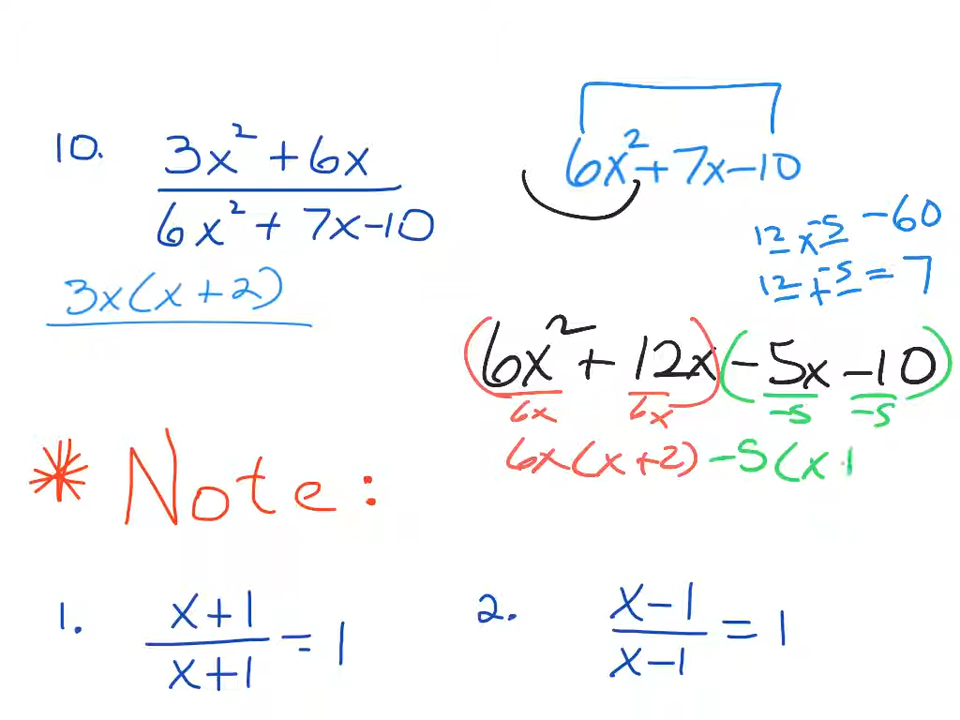 10. 3x² + 6x
6x² + 7x - 10
3x(x + 2)
6x² + 7x - 10
12 x -5 -60
12 + -5 = 7
(6x² + 12x) (-5x - 10)
6x 6x -5 -5
6x(x + 2) - 5(x
* Note:
1. x + 1
x + 1
= 1
2. x - 1
x - 1
= 1